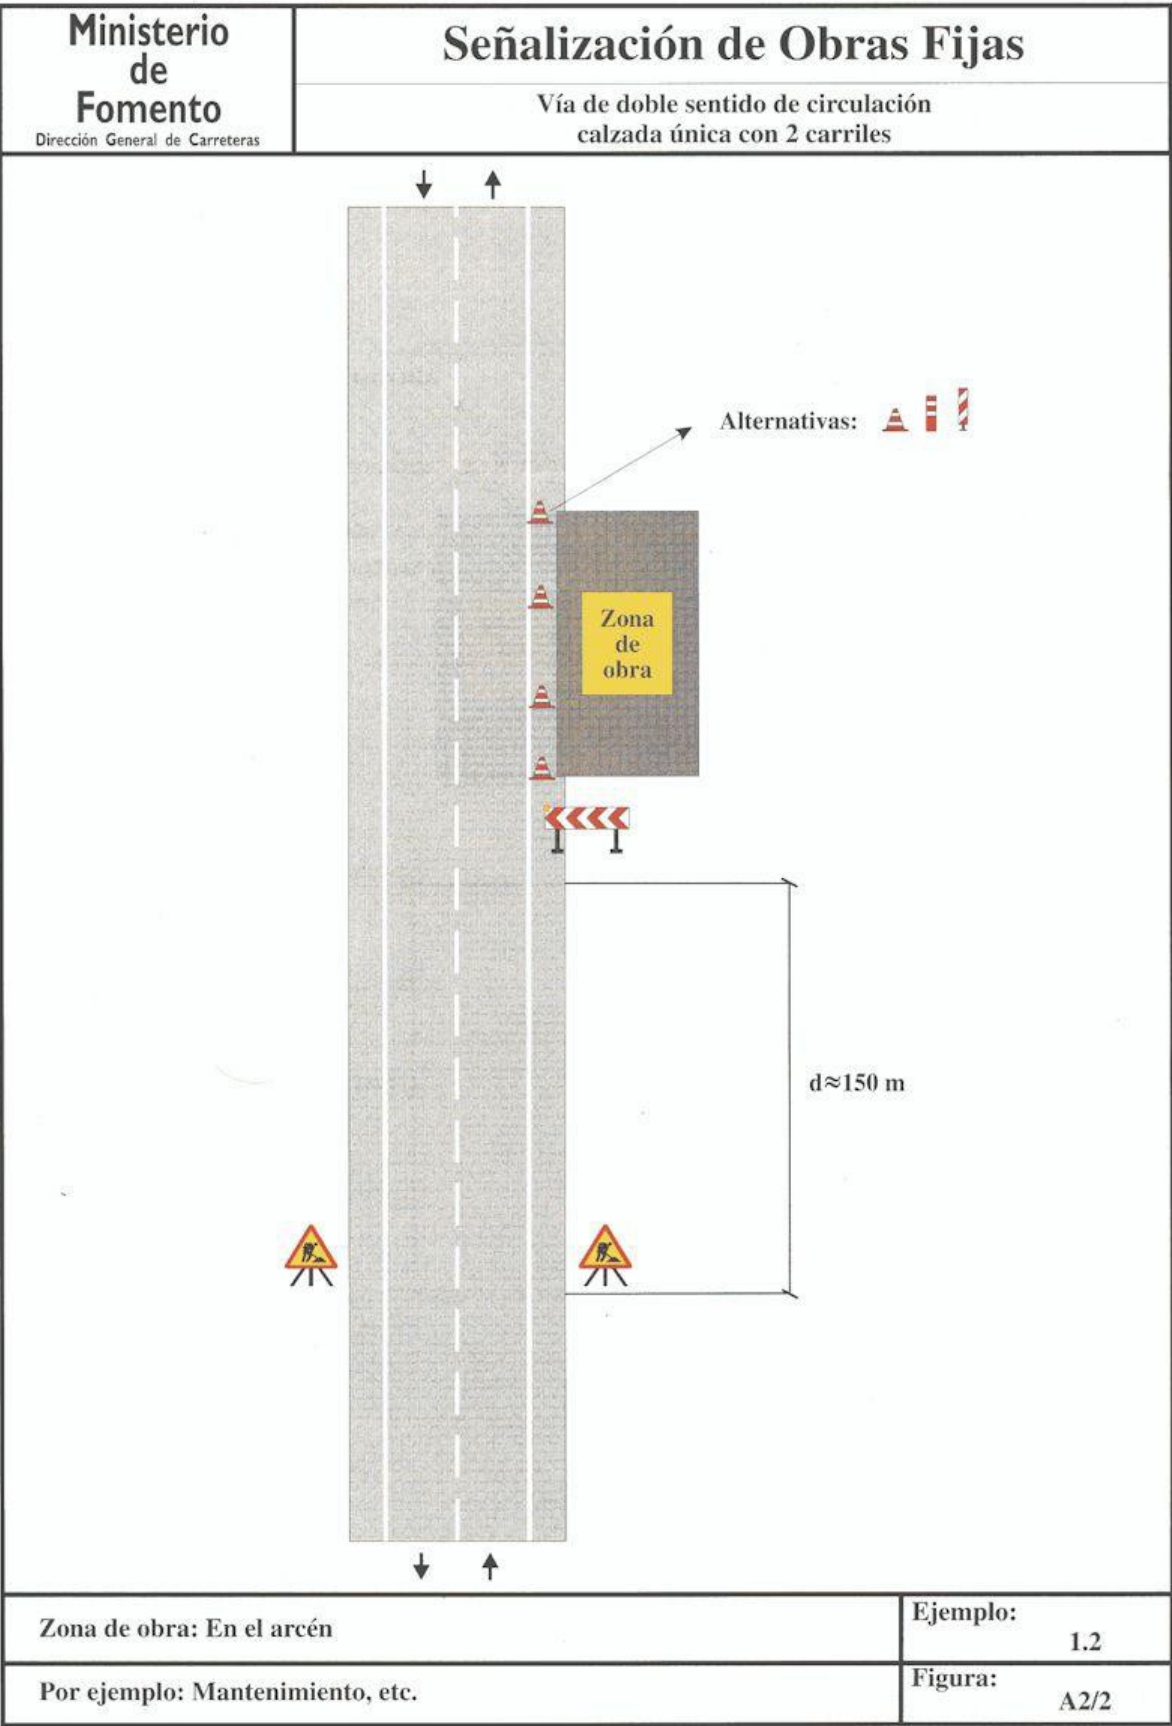 Ministerio
de
Fomento
Dirección General de Carreteras
Señalización de Obras Fijas
Vía de doble sentido de circulación
calzada única con 2 carriles
Alternativas:
Zona
de
obra
d≈150 m
Zona de obra: En el arcén
Ejemplo:
1.2
Por ejemplo: Mantenimiento, etc.
Figura:
A2/2